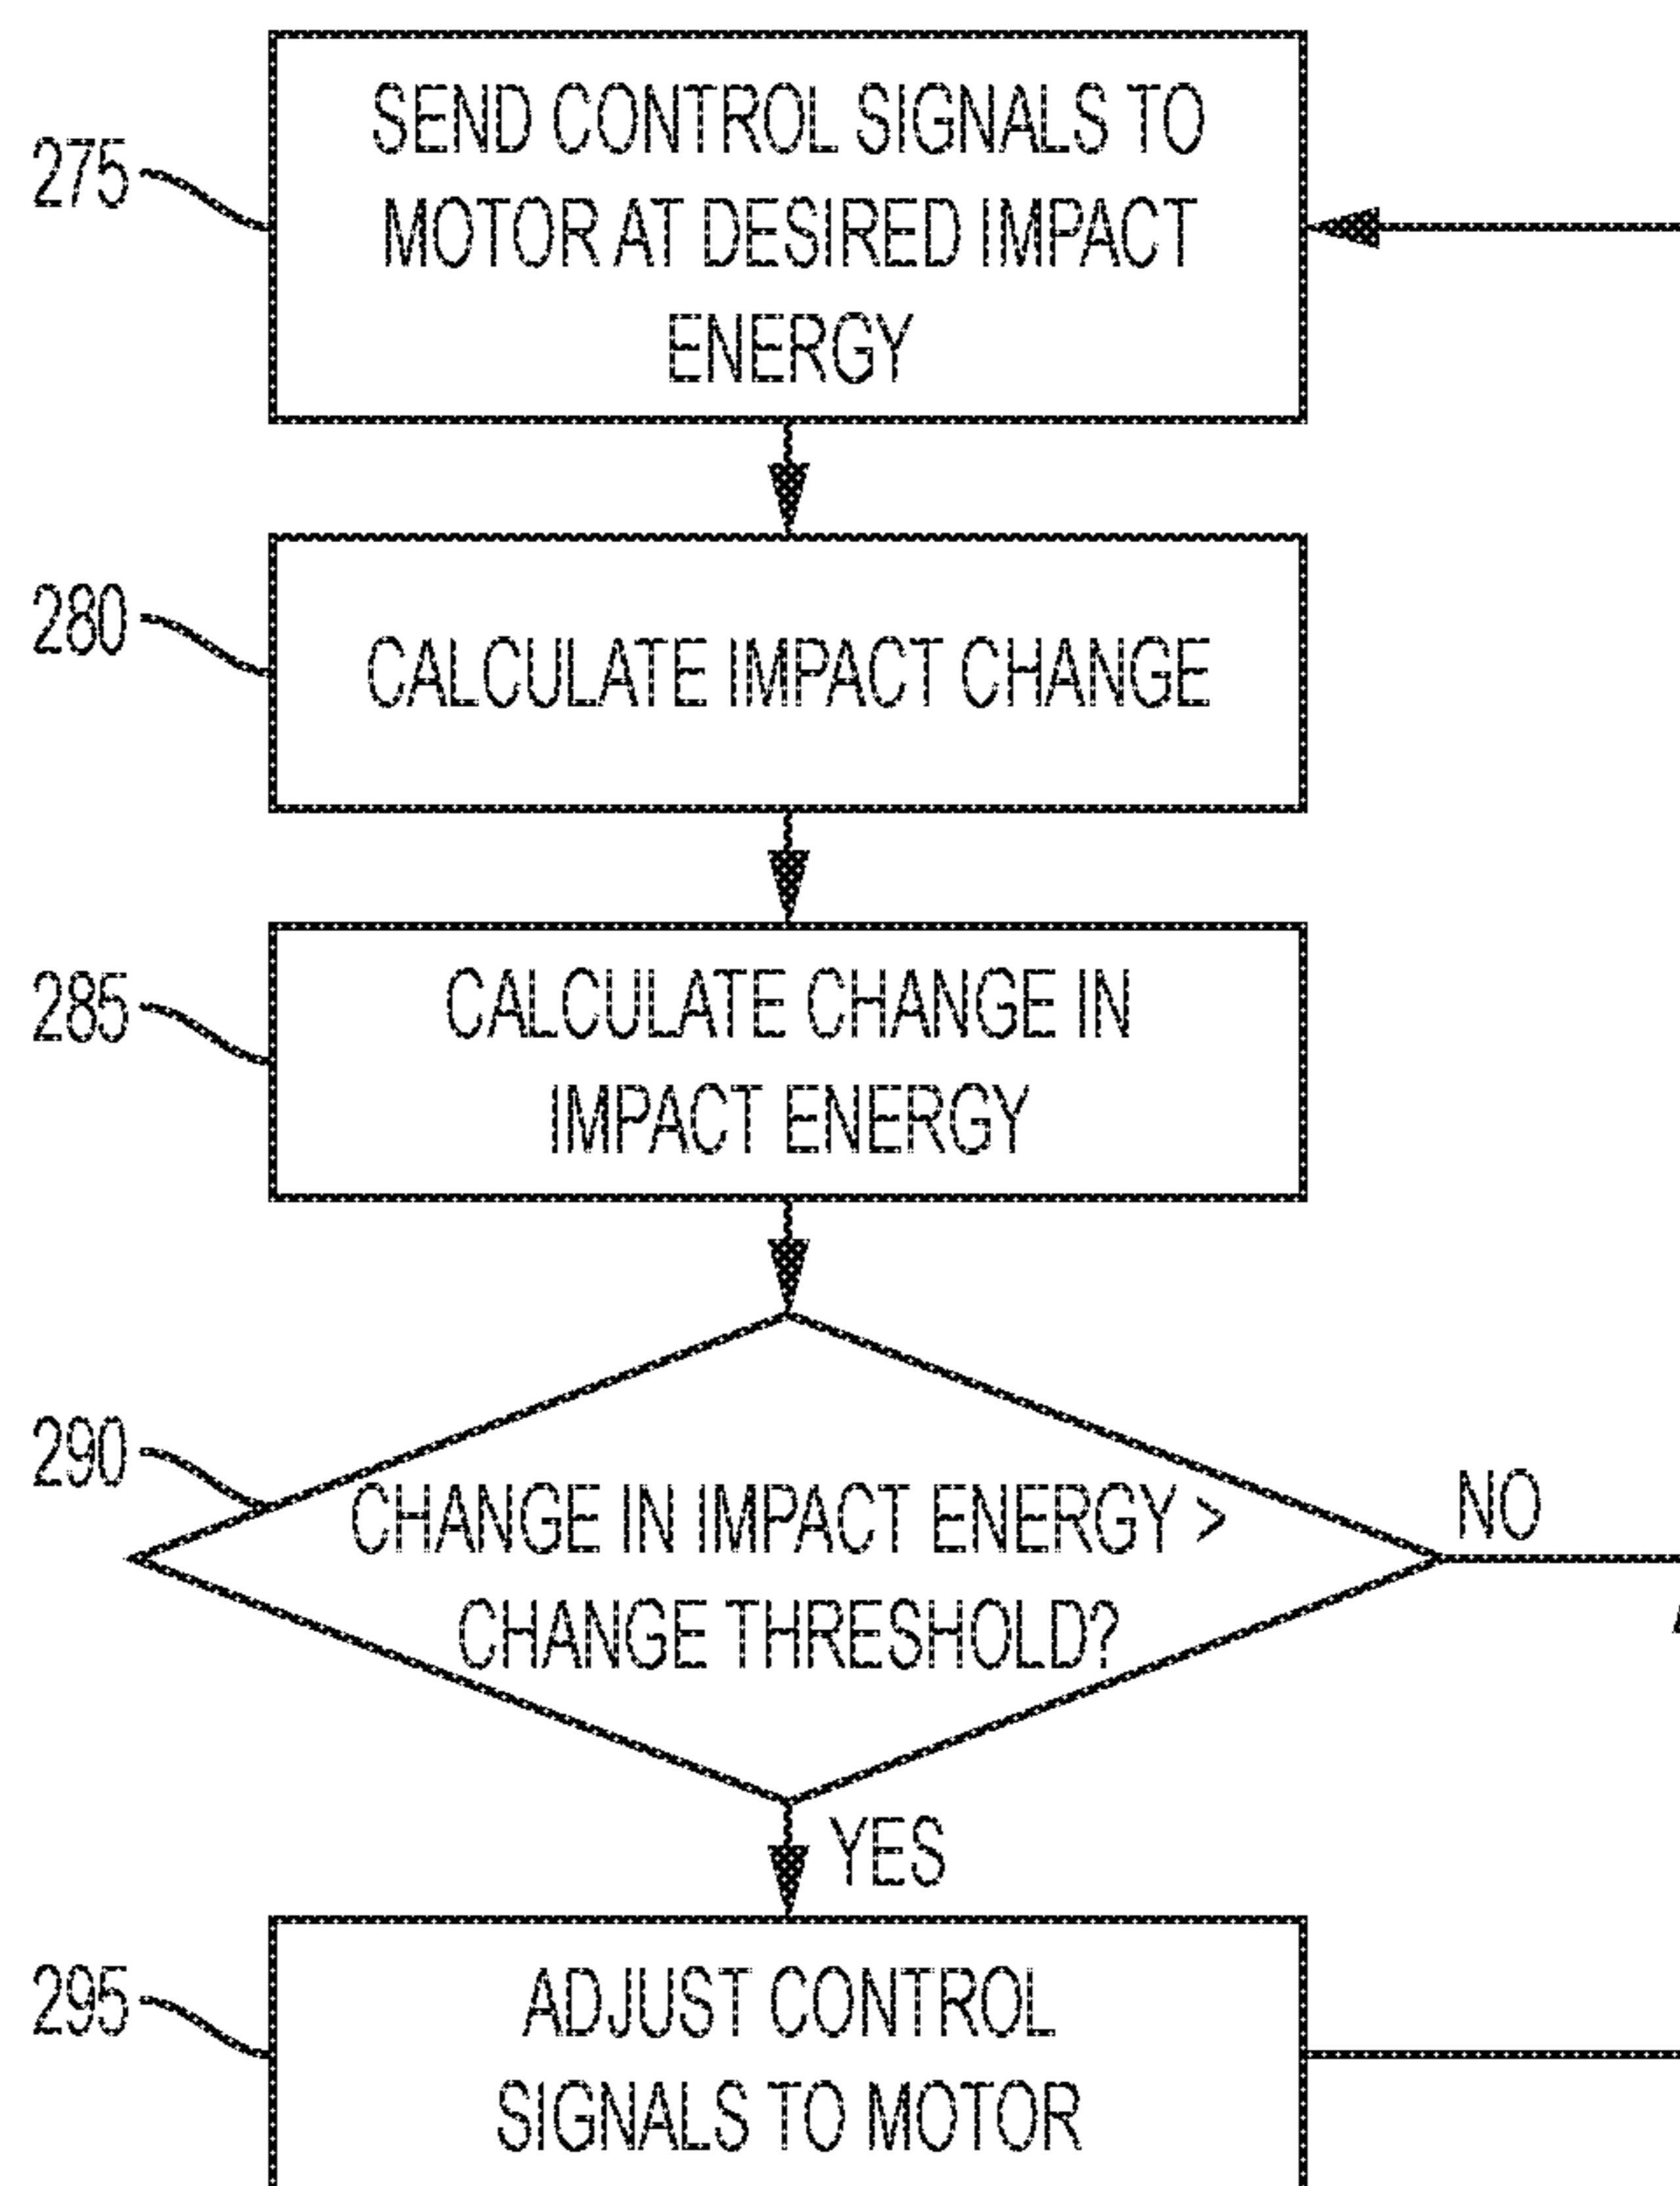 275
SEND CONTROL SIGNALS TO
MOTOR AT DESIRED IMPACT
ENERGY
280
CALCULATE IMPACT CHANGE
285
CALCULATE CHANGE IN
IMPACT ENERGY
290
CHANGE IN IMPACT ENERGY >
CHANGE THRESHOLD?
NO
YES
295
ADJUST CONTROL
SIGNALS TO MOTOR